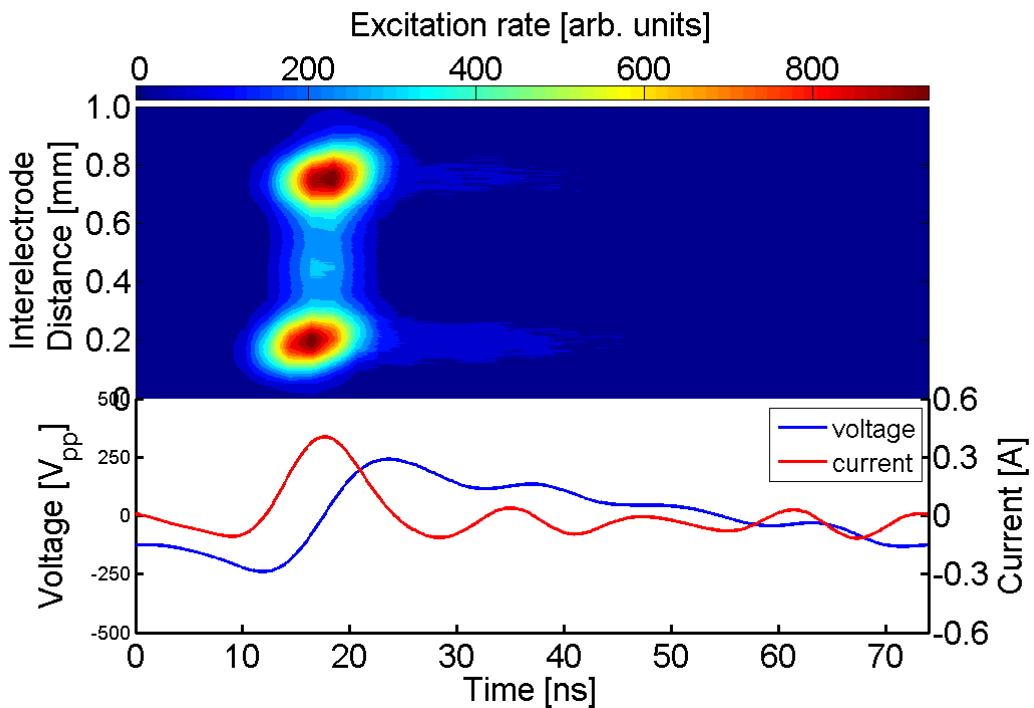 Excitation rate [arb. units]
0 200 400 600 800
Interelectrode
Distance [mm]
1.0
0.8
0.6
0.4
0.2
0
Voltage [Vpp]
500
250
0
-250
-500
voltage
current
0.6
0.3
0
-0.3
-0.6
Current [A]
0 10 20 30 40 50 60 70
Time [ns]